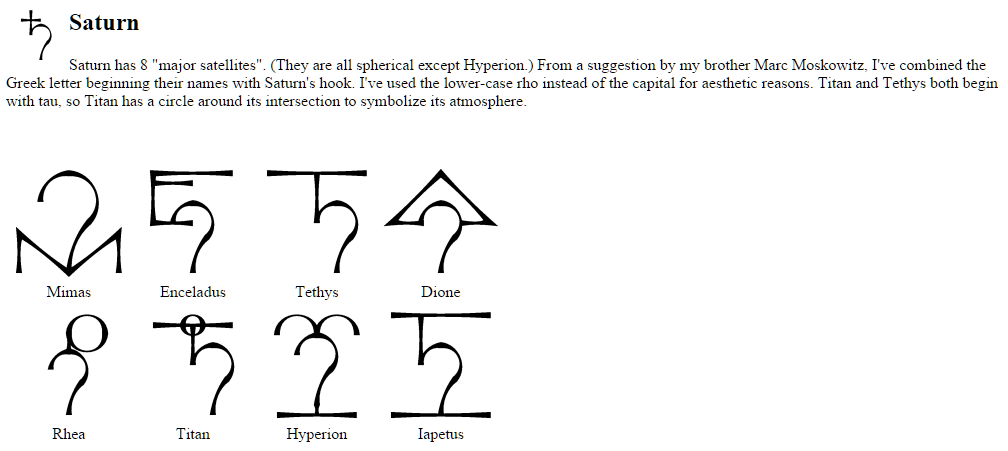 Saturn
Saturn has 8 "major satellites". (They are all spherical except Hyperion.) From a suggestion by my brother Marc Moskowitz, I've combined the
Greek letter beginning their names with Saturn's hook. I've used the lower-case rho instead of the capital for aesthetic reasons. Titan and Tethys both begin
with tau, so Titan has a circle around its intersection to symbolize its atmosphere.
Mimas Enceladus Tethys Dione
Rhea Titan Hyperion Iapetus